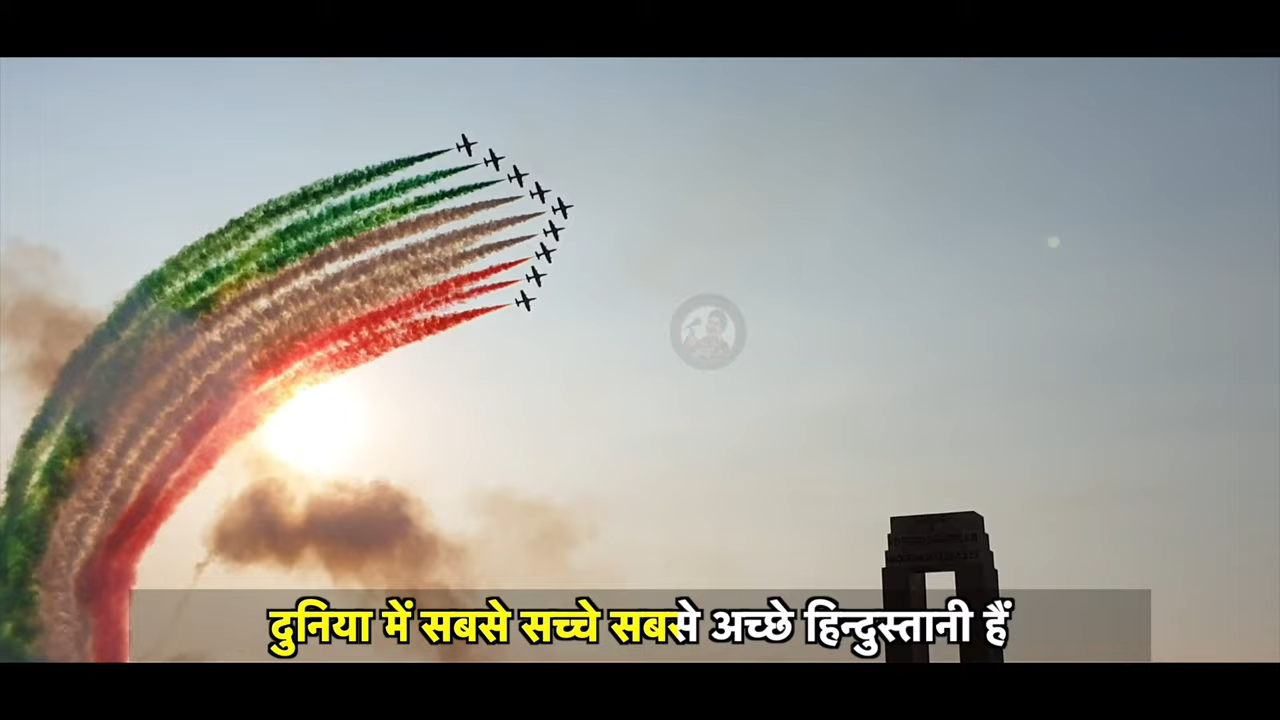 दुनिया में सबसे सच्चे सबसे अच्छे हिन्दुस्तानी हैं